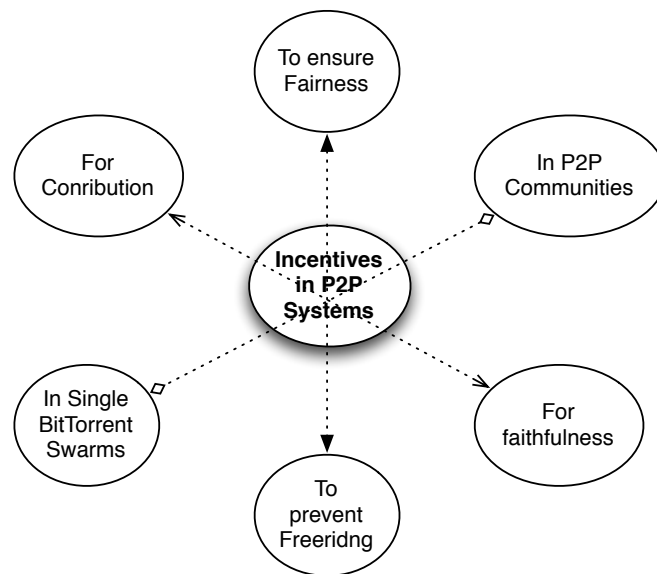 To ensure
Fairness
For
Conribution
In P2P
Communities
Incentives
in P2P
Systems
In Single
BitTorrent
Swarms
For
faithfulness
To
prevent
Freeridng